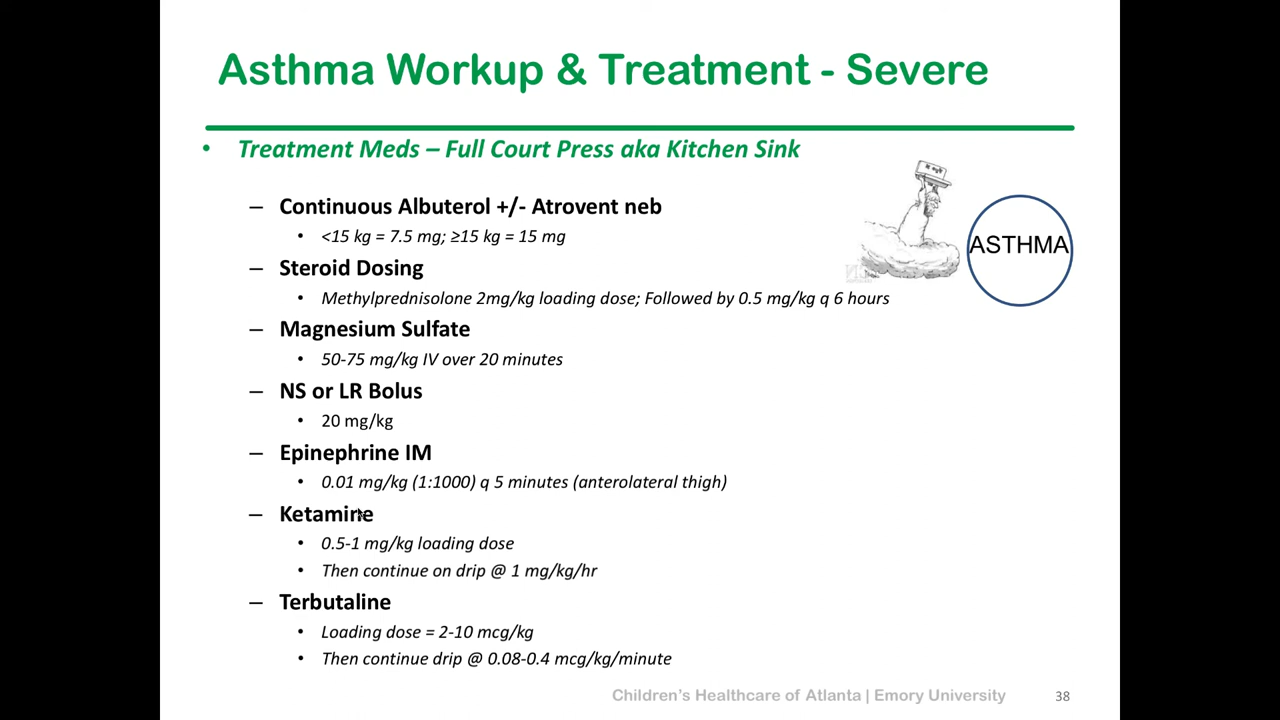 Asthma Workup & Treatment - Severe
• Treatment Meds – Full Court Press aka Kitchen Sink
– Continuous Albuterol +/- Atrovent neb
• <15 kg = 7.5 mg; ≥15 kg = 15 mg
– Steroid Dosing
• Methylprednisolone 2mg/kg loading dose; Followed by 0.5 mg/kg q 6 hours
– Magnesium Sulfate
• 50-75 mg/kg IV over 20 minutes
– NS or LR Bolus
• 20 mg/kg
– Epinephrine IM
• 0.01 mg/kg (1:1000) q 5 minutes (anterolateral thigh)
– Ketamine
• 0.5-1 mg/kg loading dose
• Then continue on drip @ 1 mg/kg/hr
– Terbutaline
• Loading dose = 2-10 mcg/kg
• Then continue drip @ 0.08-0.4 mcg/kg/minute
ASTHMA
Children's Healthcare of Atlanta | Emory University
38